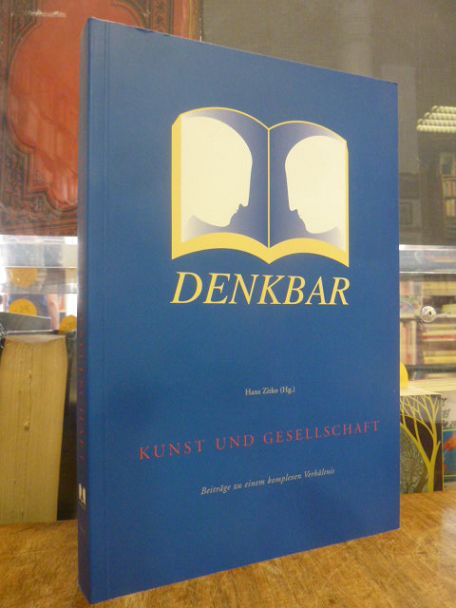 DENKBAR
Hans Zitko (Hg.)
KUNST UND GESELLSCHAFT
Beiträge zu einem komplexen Verhältnis